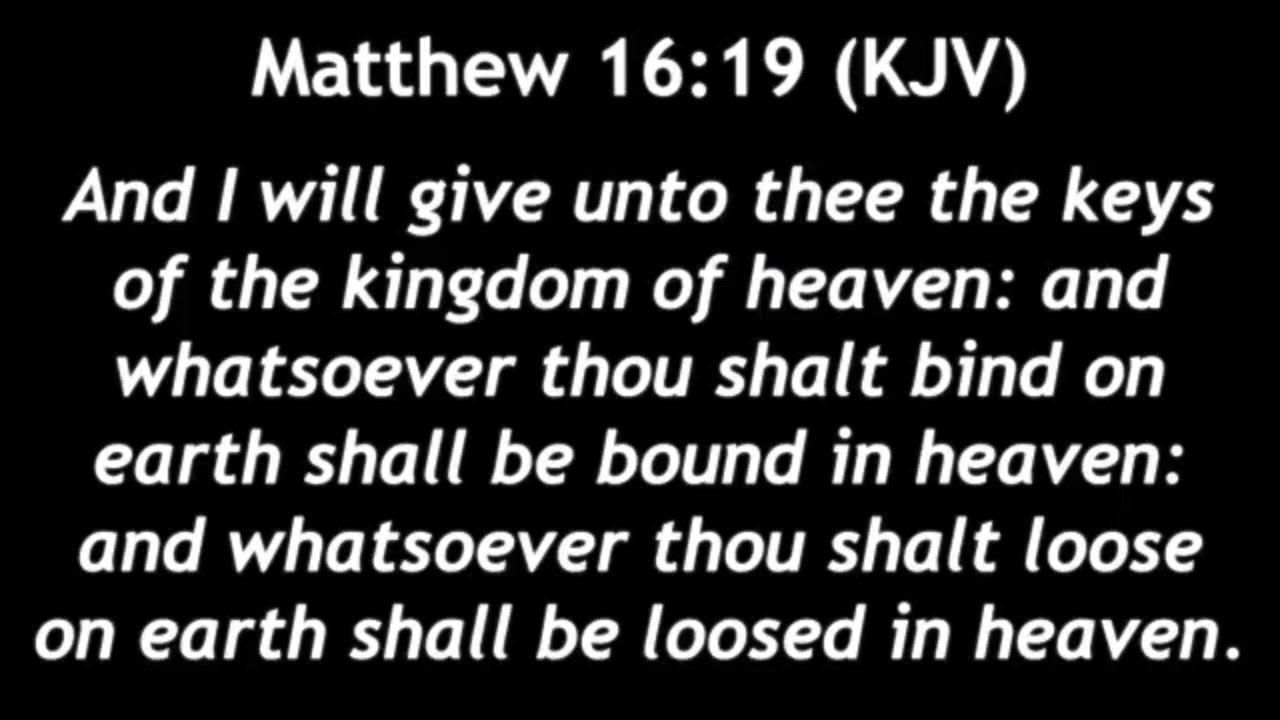 Matthew 16:19 (KJV)
And I will give unto thee the keys
of the kingdom of heaven: and
whatsoever thou shalt bind on
earth shall be bound in heaven:
and whatsoever thou shalt loose
on earth shall be loosed in heaven.